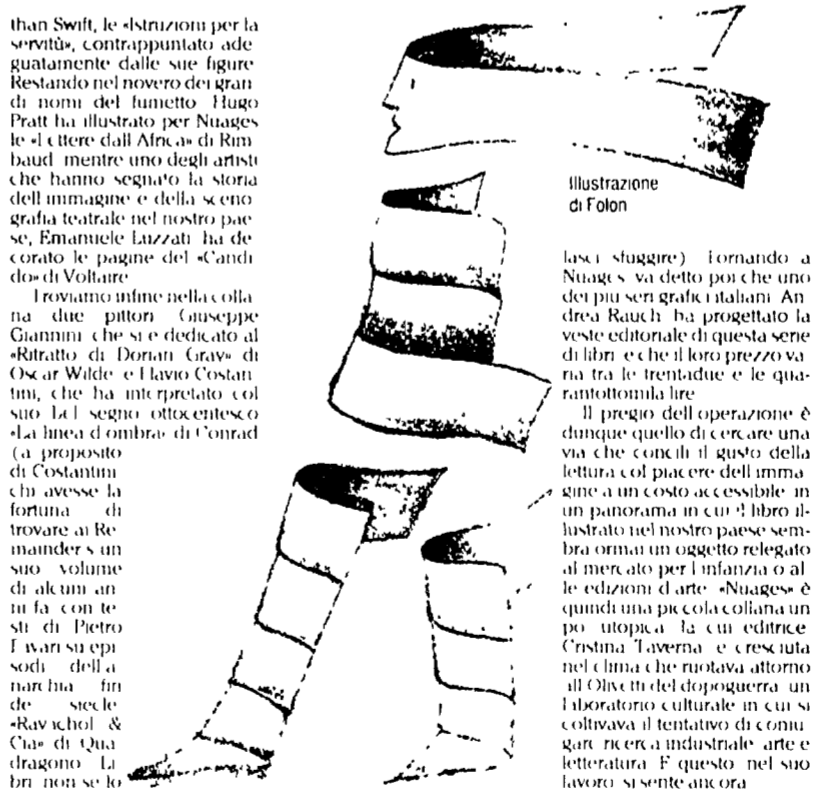 than Swift, le «Istruzioni per la
servitù», contrappuntato ade
guatamente dalle sue figure
Restando nel novero dei gran
di nomi del fumetto Hugo
Pratt ha illustrato per Nuages
le «Lettere dall Africa» di Rim
baud mentre uno degli artisti
che hanno segnato la storia
dell immagine e della sceno
grafia teatrale nel nostro pae
se, Emanuele Luzzati ha de
corato le pagine del «Candi
do» di Voltaire
Troviamo infine nella colla
na due pittori Giuseppe
Giannini che si e dedicato al
«Ritratto di Dorian Gray» di
Oscar Wilde e Flavio Costan
tini, che ha interpretato col
suo bel segno ottocentesco
«La linea d ombra» di Conrad
(a proposito
di Costantini
chi avesse la
fortuna di
trovare ai Re
mainder s un
suo volume
di alcuni an
ni fa con te
sti di Pietro
su epi
sodi della
narchia fin
de siecle
«Ravachol &
Cia» di Qua
dragono Li
bri non se lo
Illustrazione
di Folon
lasci sfuggire) Tornando a
Nuages va detto poi che uno
dei piu seri grafici italiani An
drea Rauch ha progettato la
veste editoriale di questa serie
di libri e che il loro prezzo va
ria tra le trentadue e le qua-
rantottomila lire
Il pregio dell operazione è
dunque quello di cercare una
via che concili il gusto della
lettura col piacere dell imma
gine a un costo accessibile in
un panorama in cui il libro il-
lustrato nel nostro paese sem-
bra ormai un oggetto relegato
al mercato per l infanzia o al
le edizioni d arte «Nuages» è
quindi una piccola collana un
po utopica la cui editrice
Cristina Taverna e cresciuta
nel clima che ruotava attorno
all Olivetti del dopoguerra un
laboratorio culturale in cui si
coltivava il tentativo di coniu
gare ricerca industriale arte e
letteratura E questo nel suo
lavoro si sente ancora